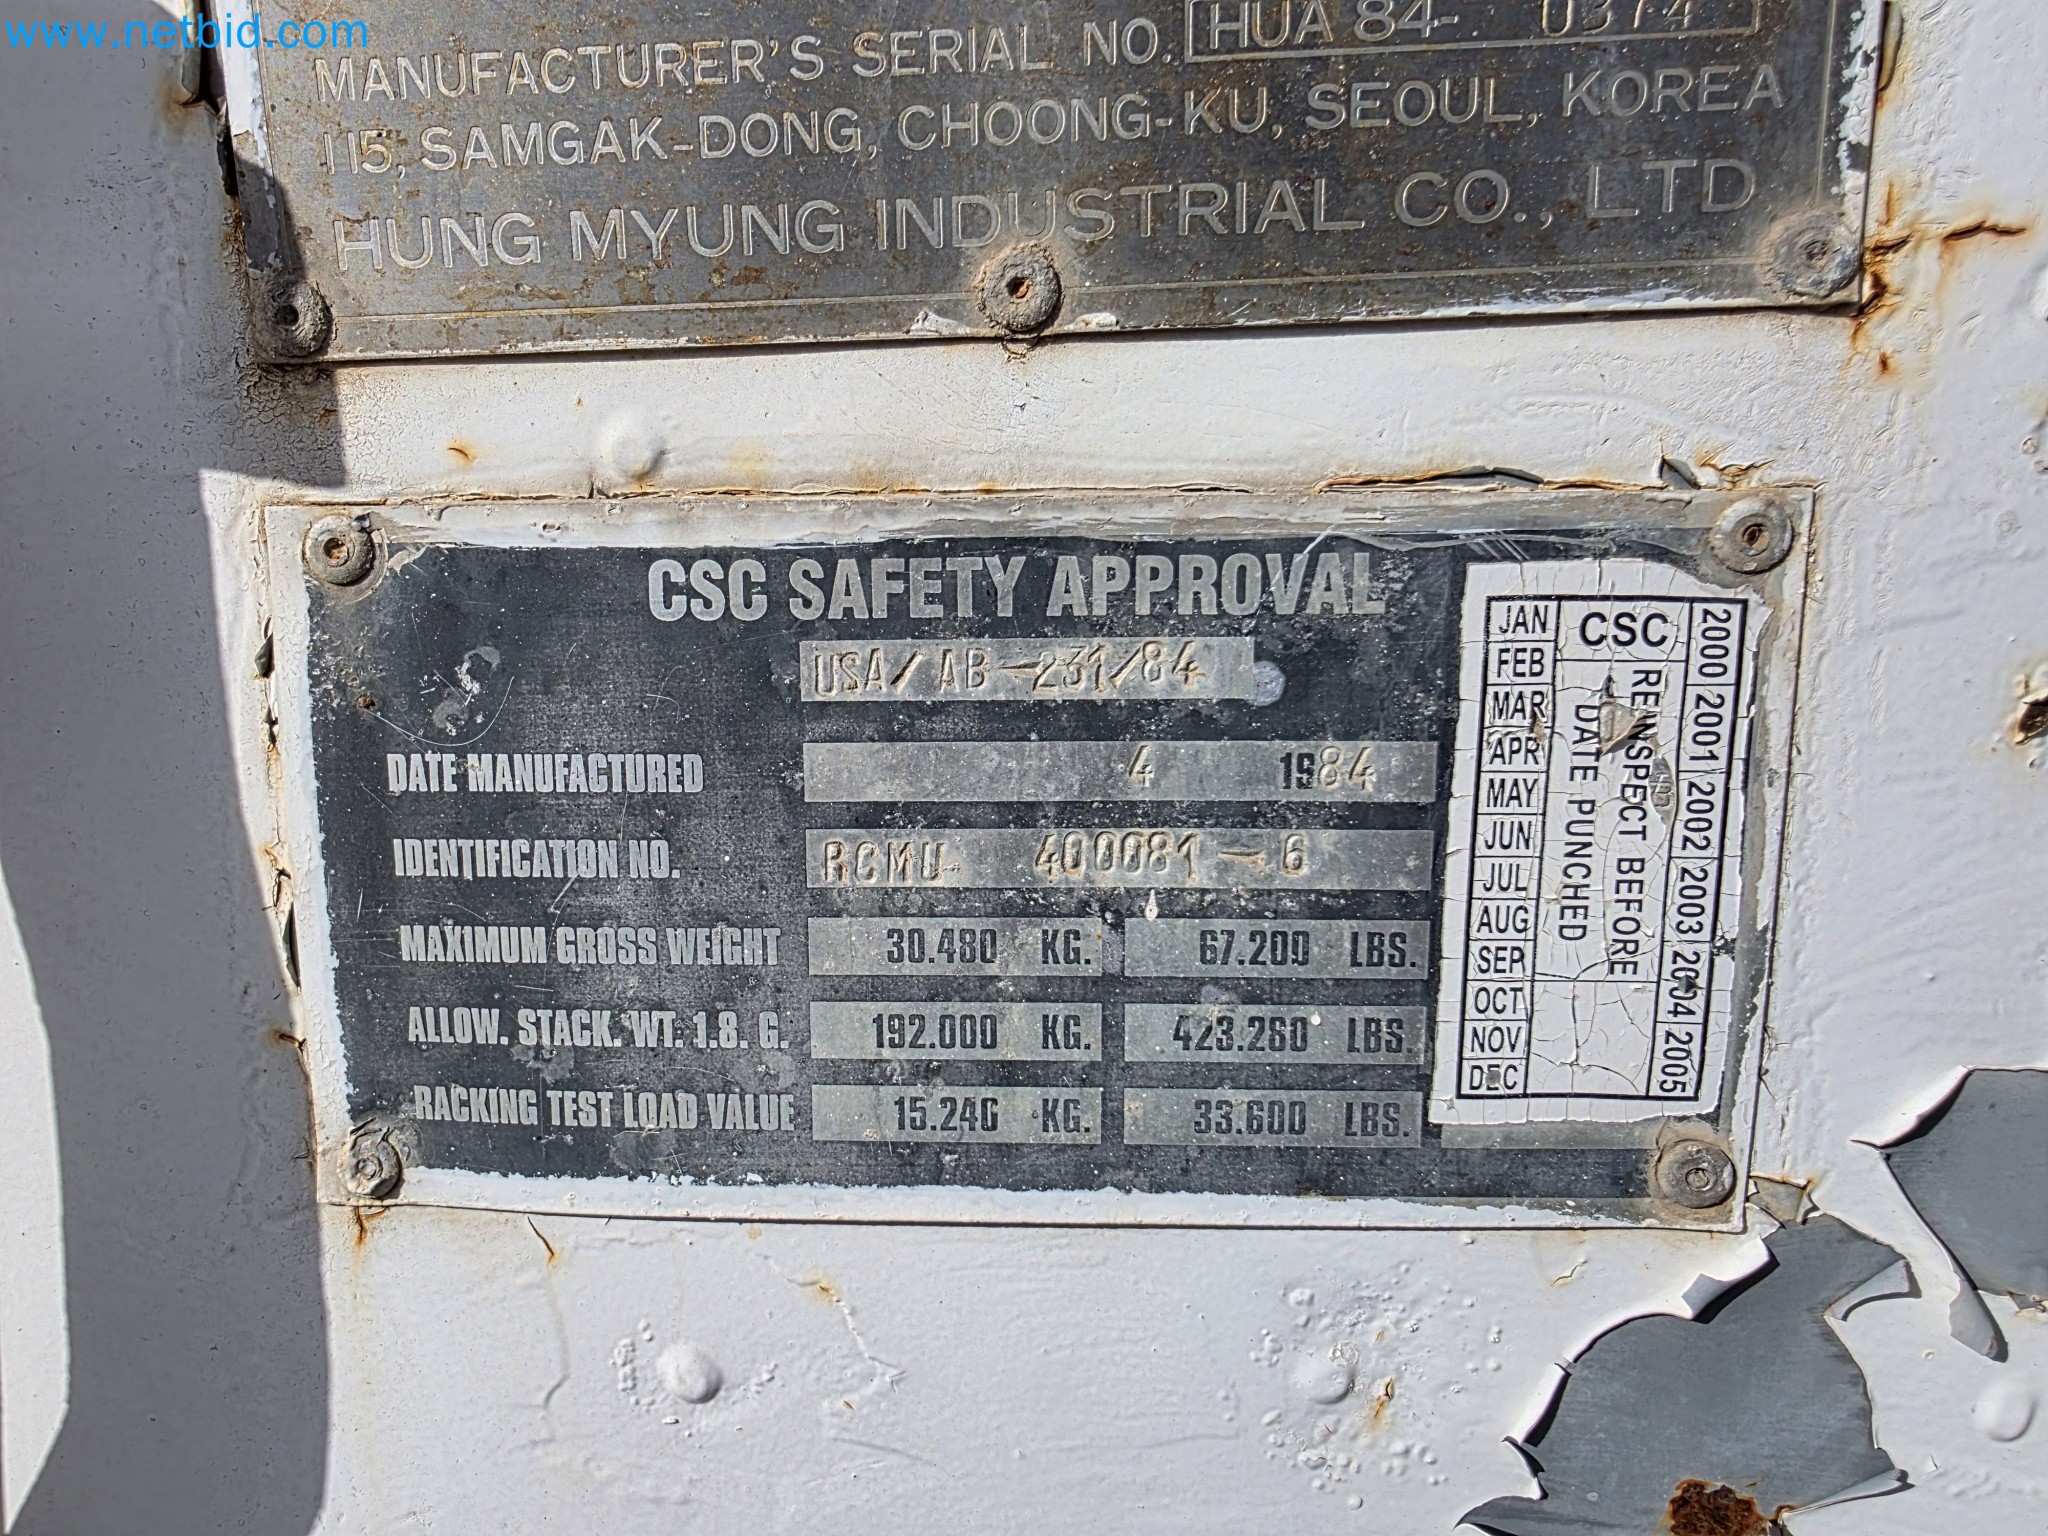 www.netbid.com
MANUFACTURER'S SERIAL NO. HUA 84- 0374
115, SAMGAK-DONG, CHOONG-KU, SEOUL, KOREA
HUNG MYUNG INDUSTRIAL CO., LTD
CSC SAFETY APPROVAL
USA/AB-231/84
DATE MANUFACTURED 4 1984
IDENTIFICATION NO. RCMU 400081-6
MAXIMUM GROSS WEIGHT 30.480 KG. 67.200 LBS.
ALLOW. STACK. WT. 1.8. G. 192.000 KG. 423.280 LBS.
RACKING TEST LOAD VALUE 15.240 KG. 33.600 LBS.
JAN
FEB
MAR
APR
MAY
JUN
JUL
AUG
SEP
OCT
NOV
DEC
CSC
REINSPECT BEFORE
DATE PUNCHED
2000 2001 2002 2003 2004 2005